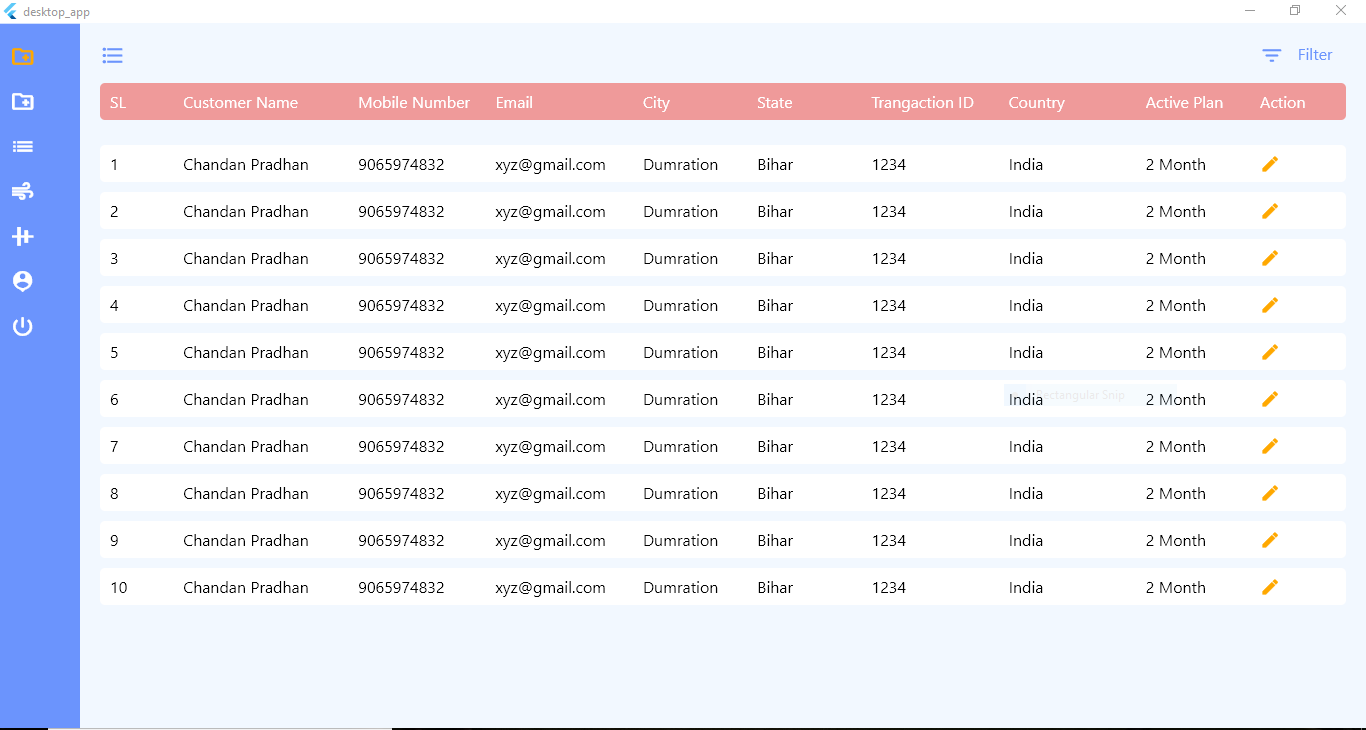 desktop_app
Filter
SL Customer Name Mobile Number Email City State Trangaction ID Country Active Plan Action
1 Chandan Pradhan 9065974832 xyz@gmail.com Dumration Bihar 1234 India 2 Month
2 Chandan Pradhan 9065974832 xyz@gmail.com Dumration Bihar 1234 India 2 Month
3 Chandan Pradhan 9065974832 xyz@gmail.com Dumration Bihar 1234 India 2 Month
4 Chandan Pradhan 9065974832 xyz@gmail.com Dumration Bihar 1234 India 2 Month
5 Chandan Pradhan 9065974832 xyz@gmail.com Dumration Bihar 1234 India 2 Month
Rectangular Snip
6 Chandan Pradhan 9065974832 xyz@gmail.com Dumration Bihar 1234 India 2 Month
7 Chandan Pradhan 9065974832 xyz@gmail.com Dumration Bihar 1234 India 2 Month
8 Chandan Pradhan 9065974832 xyz@gmail.com Dumration Bihar 1234 India 2 Month
9 Chandan Pradhan 9065974832 xyz@gmail.com Dumration Bihar 1234 India 2 Month
10 Chandan Pradhan 9065974832 xyz@gmail.com Dumration Bihar 1234 India 2 Month